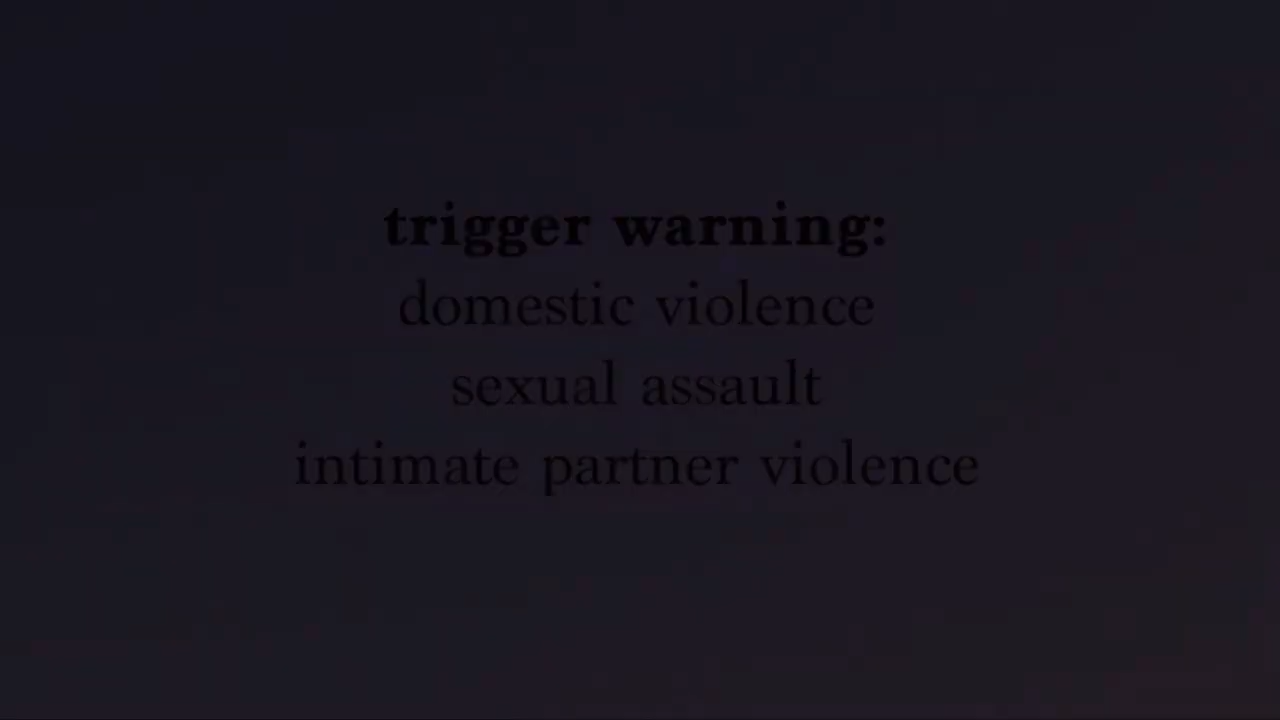 trigger warning:
domestic violence
sexual assault
intimate partner violence